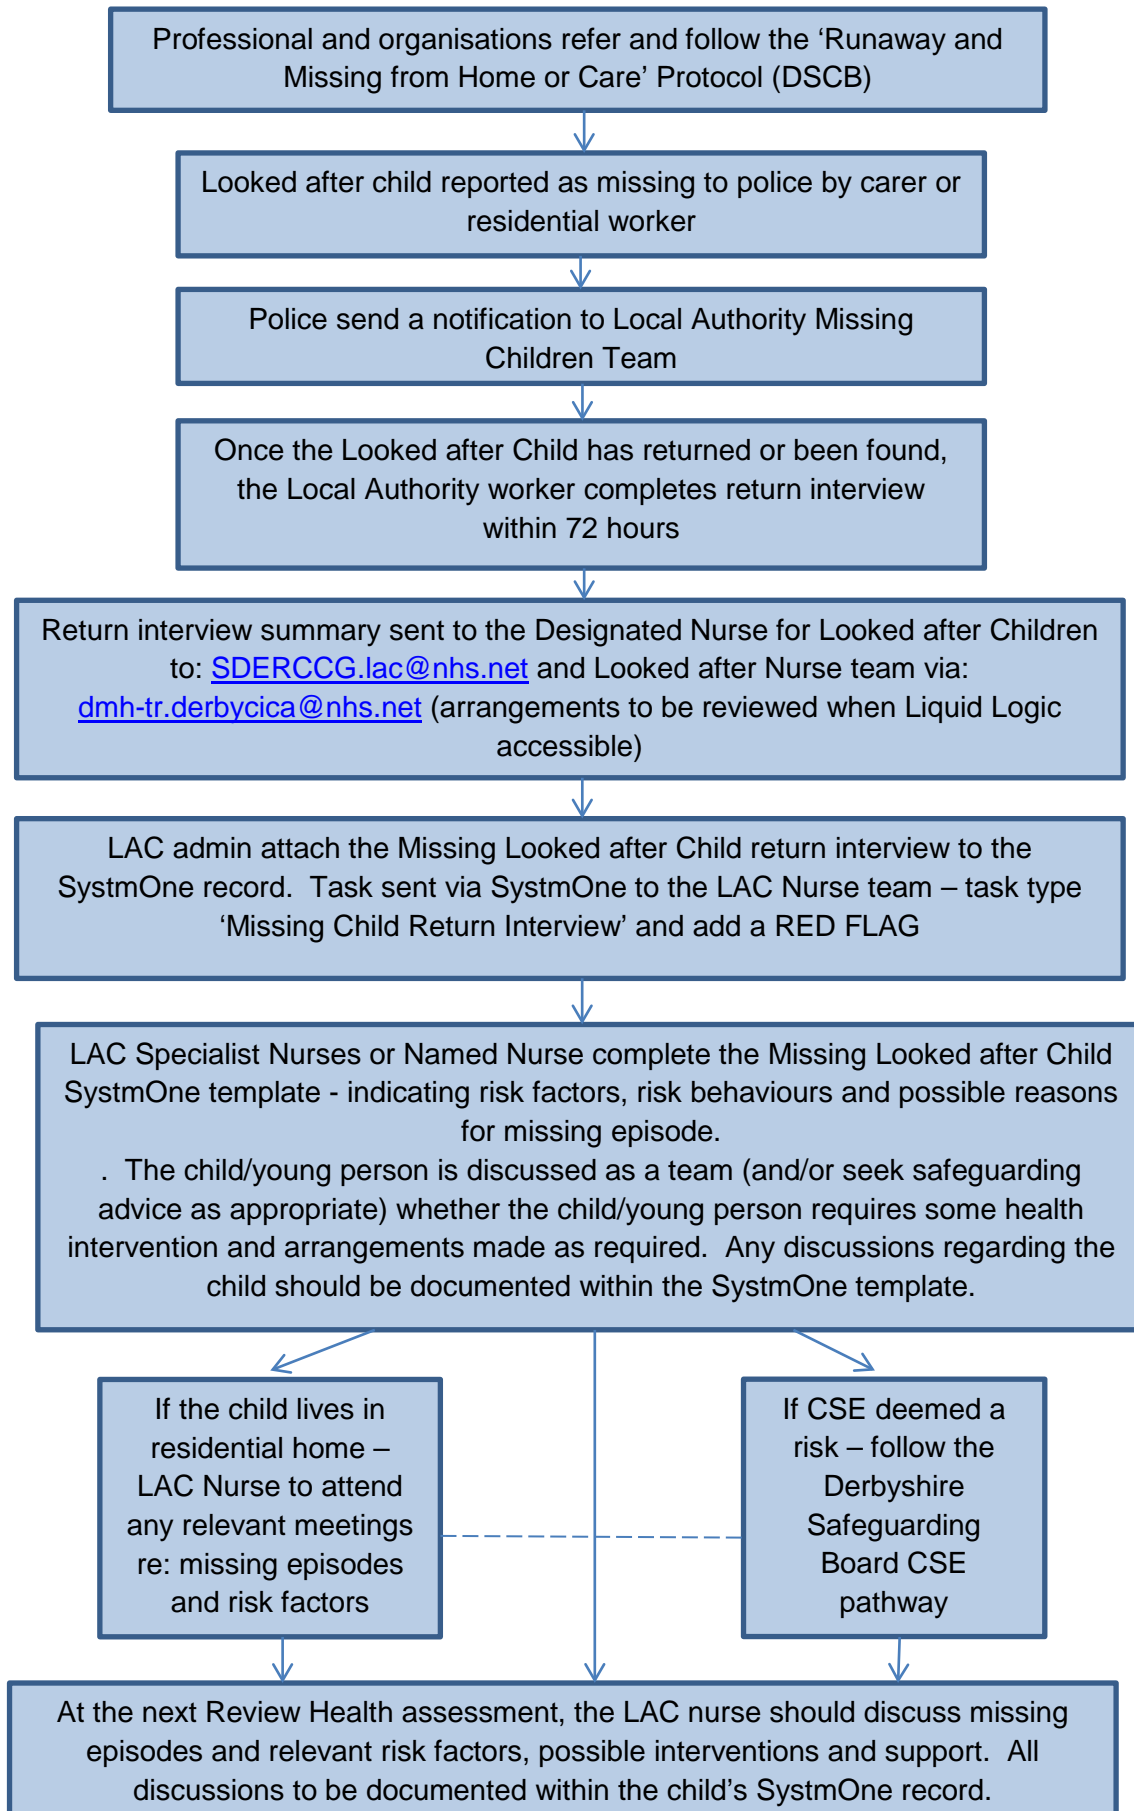 Professional and organisations refer and follow the ‘Runaway and
Missing from Home or Care’ Protocol (DSCB)
Looked after child reported as missing to police by carer or
residential worker
Police send a notification to Local Authority Missing
Children Team
Once the Looked after Child has returned or been found,
the Local Authority worker completes return interview
within 72 hours
Return interview summary sent to the Designated Nurse for Looked after Children
to: SDERCCG.lac@nhs.net and Looked after Nurse team via:
dmh-tr.derbycica@nhs.net (arrangements to be reviewed when Liquid Logic
accessible)
LAC admin attach the Missing Looked after Child return interview to the
SystmOne record.  Task sent via SystmOne to the LAC Nurse team – task type
‘Missing Child Return Interview’ and add a RED FLAG
LAC Specialist Nurses or Named Nurse complete the Missing Looked after Child
SystmOne template - indicating risk factors, risk behaviours and possible reasons
for missing episode.
.  The child/young person is discussed as a team (and/or seek safeguarding
advice as appropriate) whether the child/young person requires some health
intervention and arrangements made as required.  Any discussions regarding the
child should be documented within the SystmOne template.
If the child lives in
residential home –
LAC Nurse to attend
any relevant meetings
re: missing episodes
and risk factors
If CSE deemed a
risk – follow the
Derbyshire
Safeguarding
Board CSE
pathway
At the next Review Health assessment, the LAC nurse should discuss missing
episodes and relevant risk factors, possible interventions and support.  All
discussions to be documented within the child’s SystmOne record.